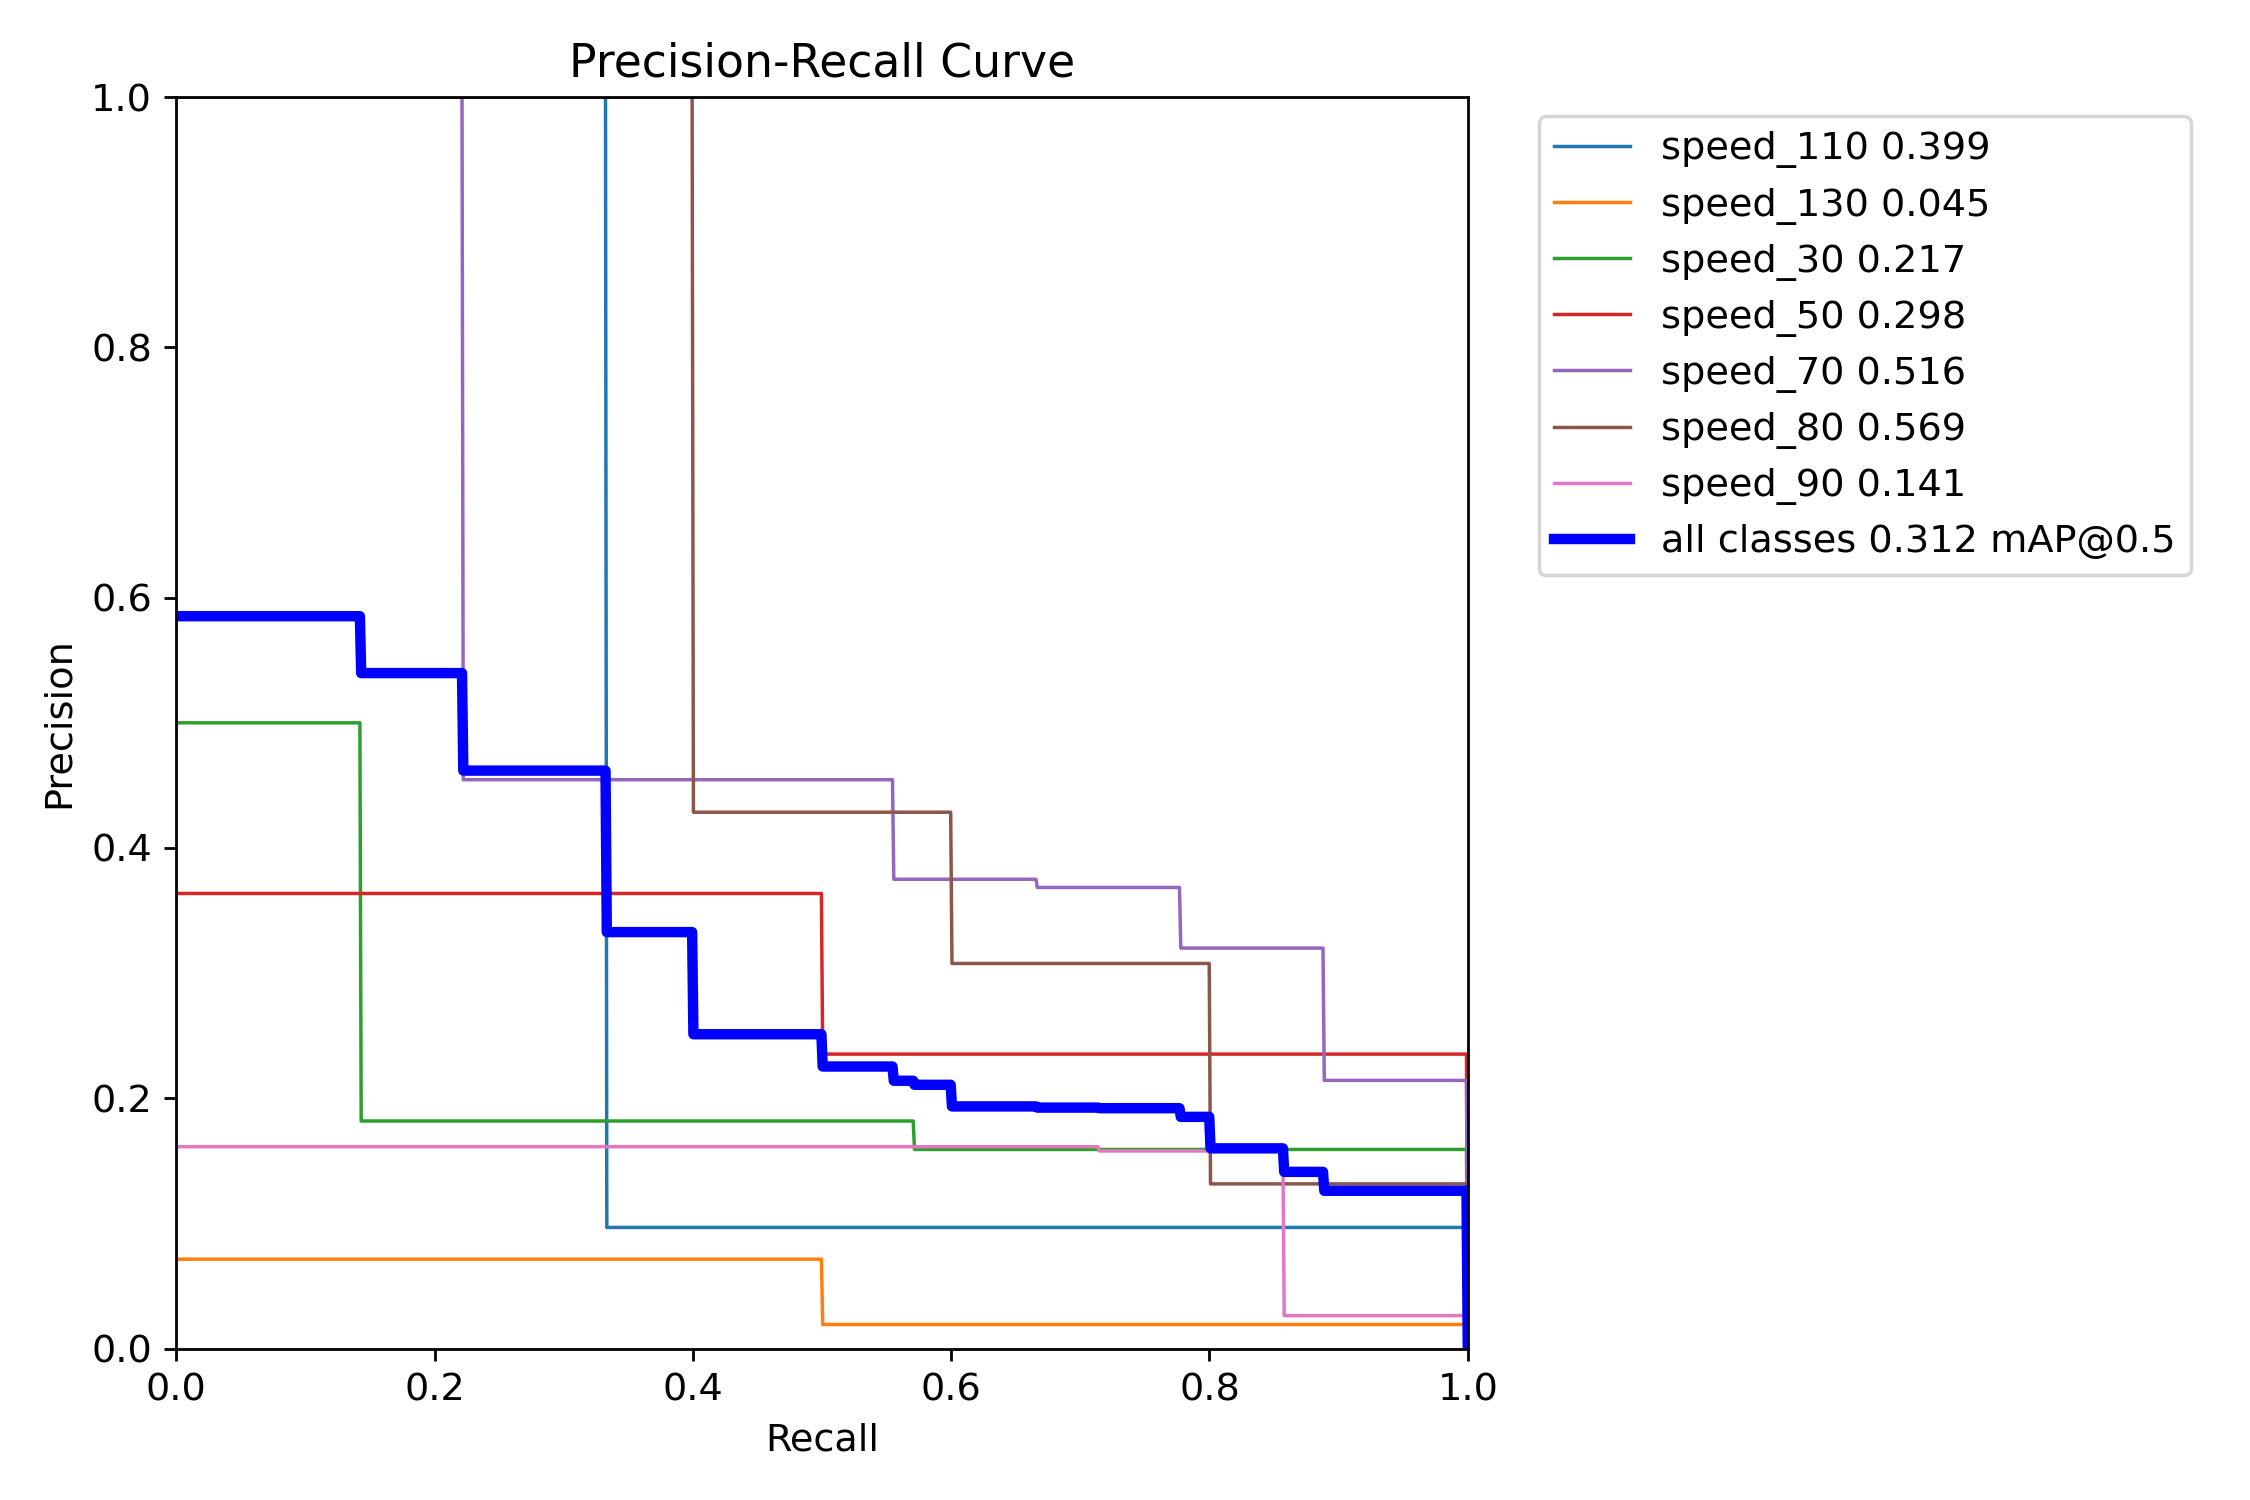 Precision-Recall Curve
1.0
0.8
0.6
0.4
0.2
0.0
Precision
0.0 0.2 0.4 0.6 0.8 1.0
Recall
speed_110 0.399
speed_130 0.045
speed_30 0.217
speed_50 0.298
speed_70 0.516
speed_80 0.569
speed_90 0.141
all classes 0.312 mAP@0.5